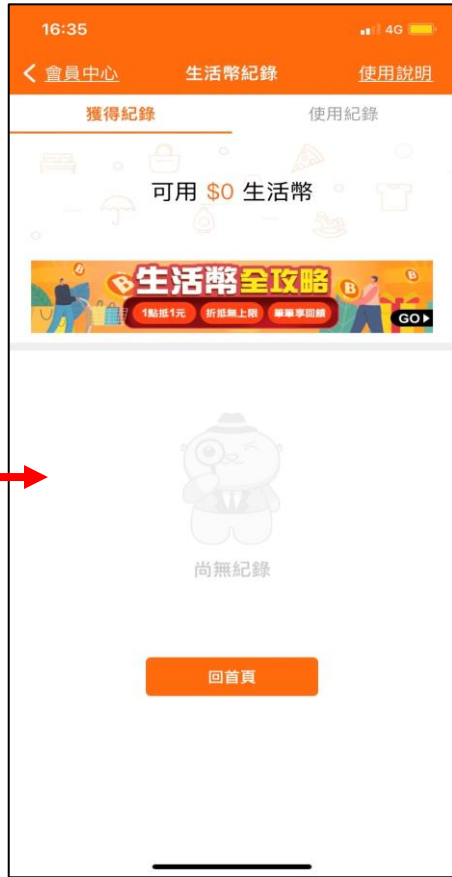 16:35
4G
會員中心
生活幣紀錄
使用說明
獲得紀錄
使用紀錄
可用 $0 生活幣
生活幣全攻略
1點抵1元 折抵無上限 單單享回饋
GO
尚無紀錄
回首頁